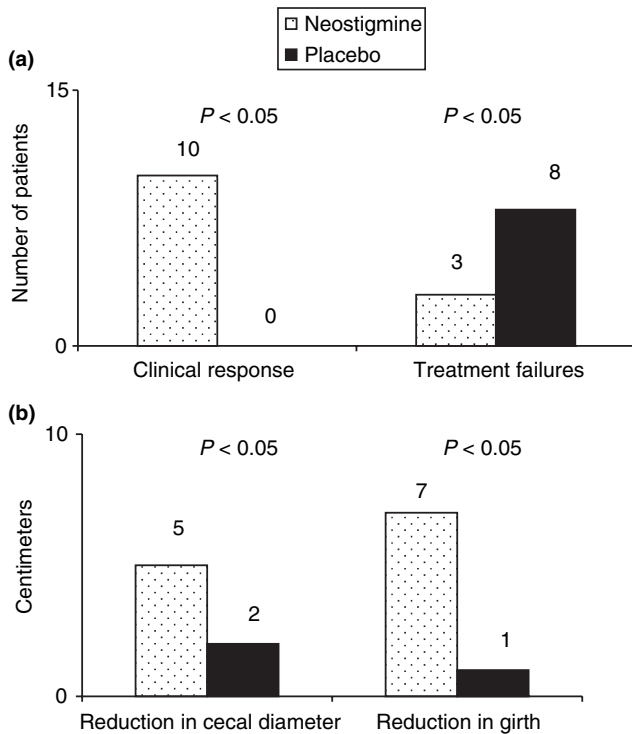 Neostigmine
Placebo
(a)
15
Number of patients
P < 0.05
P < 0.05
10
0
3
8
0
Clinical response
Treatment failures
(b)
10
Centimeters
P < 0.05
P < 0.05
5
2
7
1
0
Reduction in cecal diameter
Reduction in girth